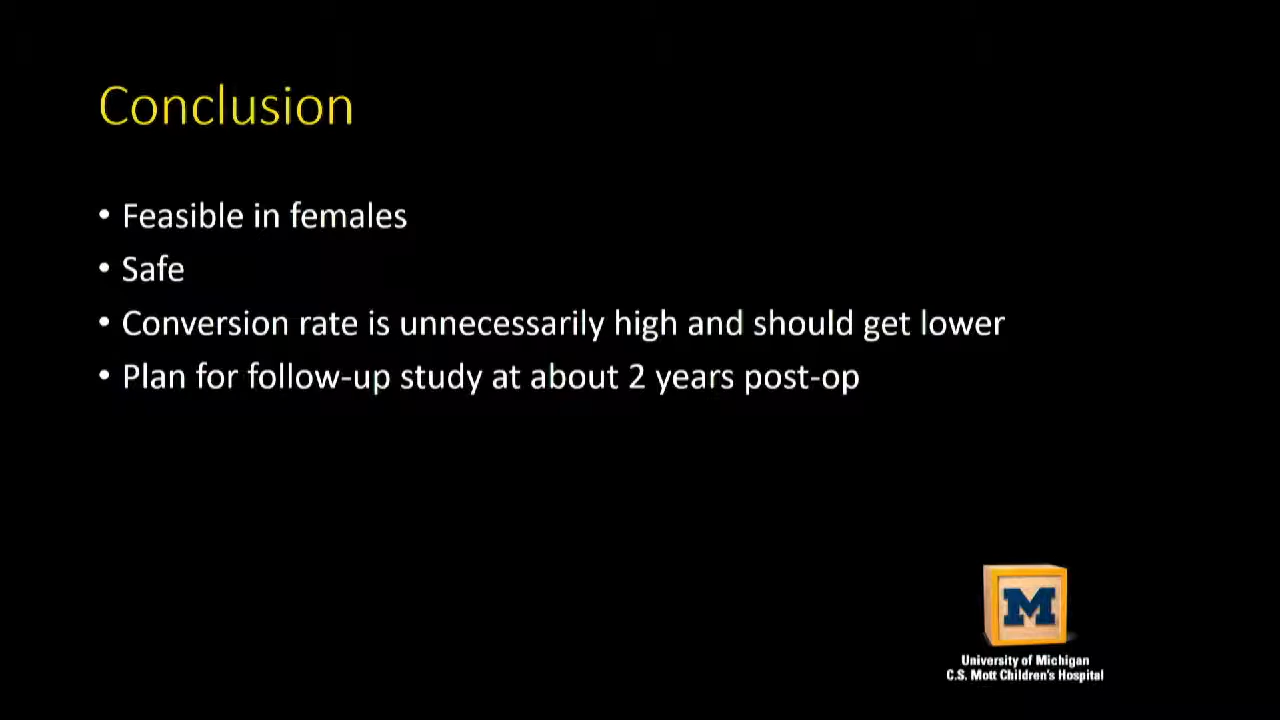 Conclusion
• Feasible in females
• Safe
• Conversion rate is unnecessarily high and should get lower
• Plan for follow-up study at about 2 years post-op
M
University of Michigan
C.S. Mott Children's Hospital